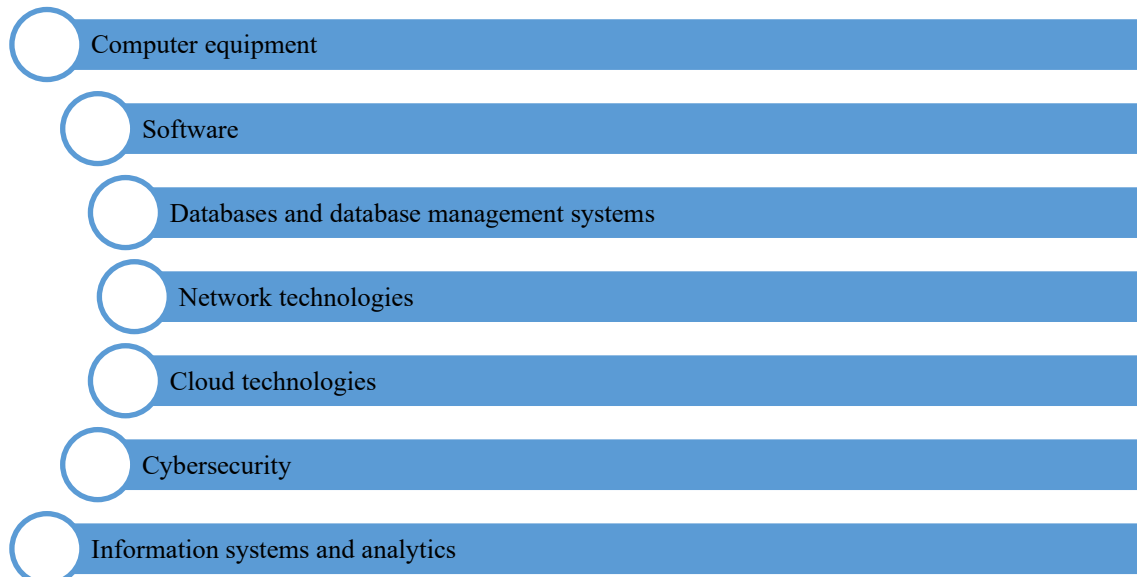 Computer equipment
Software
Databases and database management systems
Network technologies
Cloud technologies
Cybersecurity
Information systems and analytics